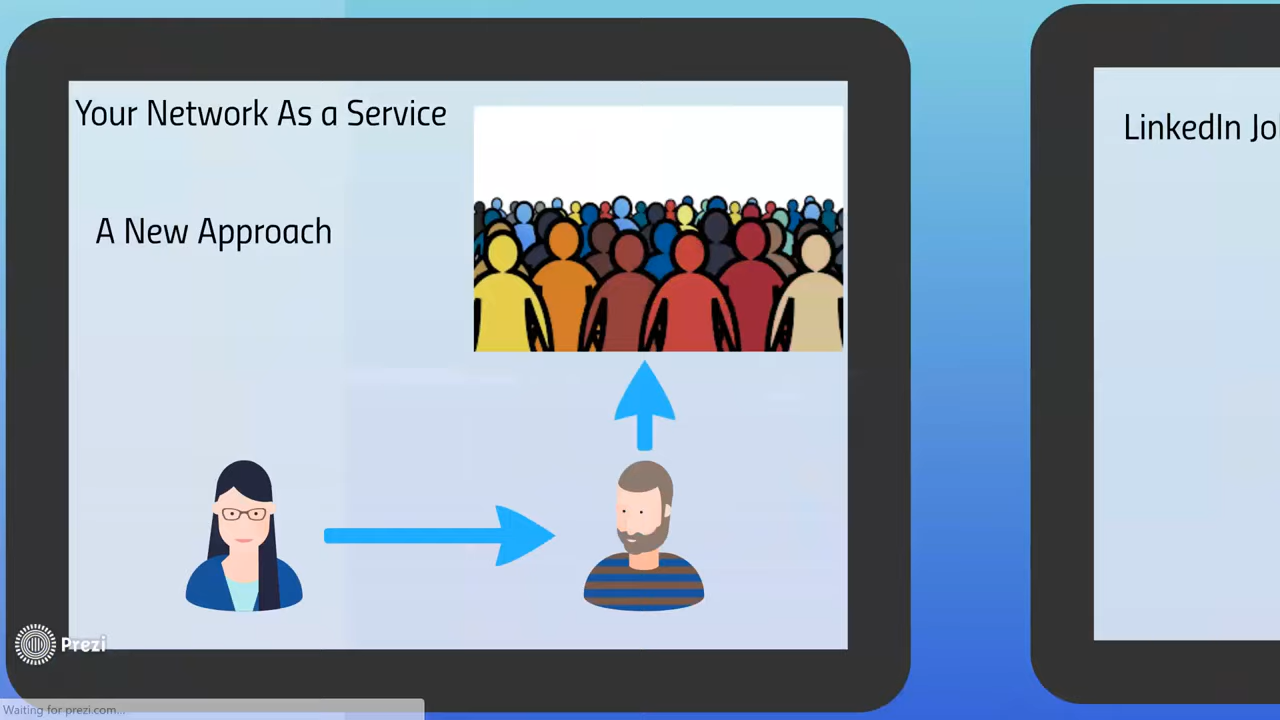 Your Network As a Service
LinkedIn Jo
A New Approach
Prezi
Waiting for prezi.com...